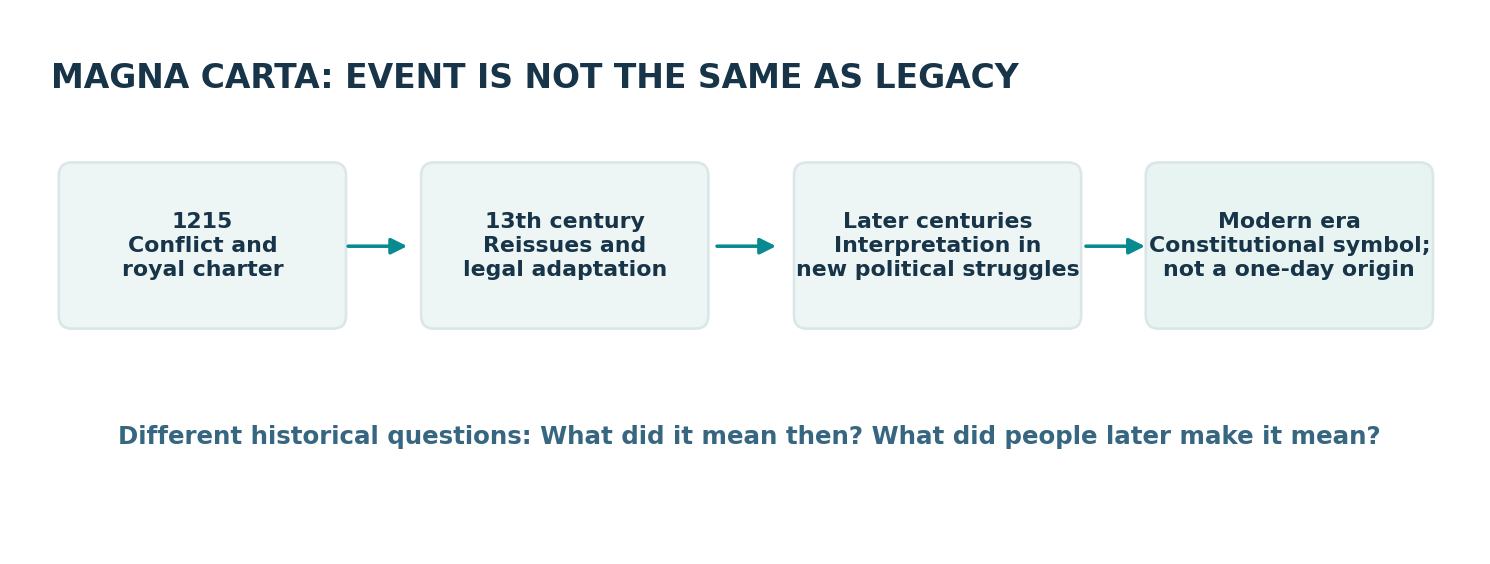 MAGNA CARTA: EVENT IS NOT THE SAME AS LEGACY
1215
Conflict and
royal charter
13th century
Reissues and
legal adaptation
Later centuries
Interpretation in
new political struggles
Modern era
Constitutional symbol;
not a one-day origin
Different historical questions: What did it mean then? What did people later make it mean?